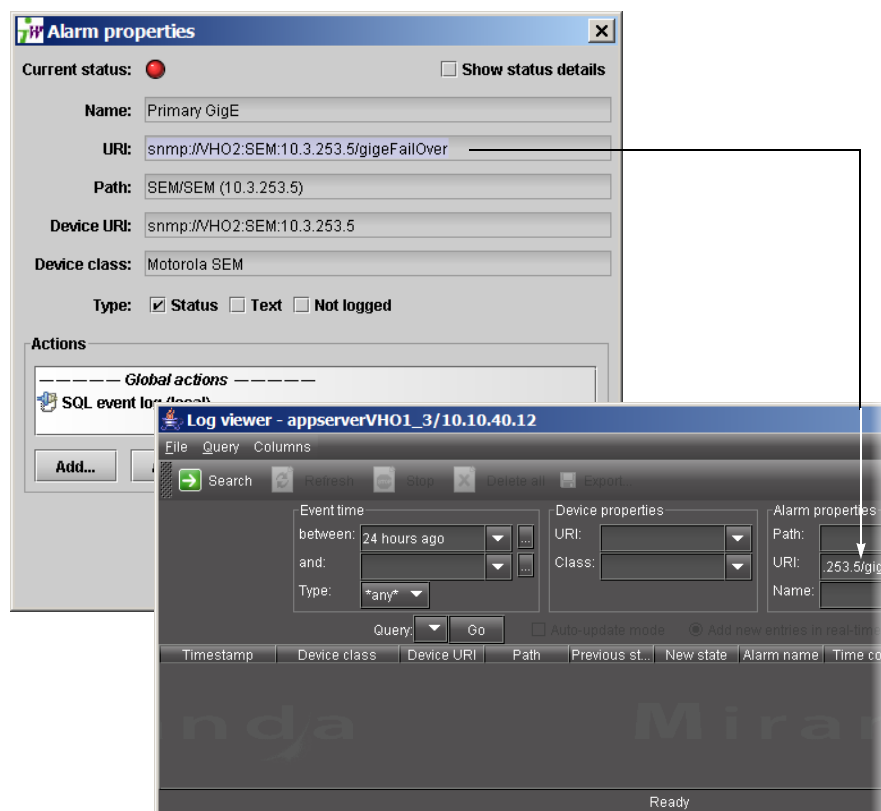 Alarm properties
Current status: Show status details
Name: Primary GigE
URI: snmp://VHO2:SEM:10.3.253.5/gigeFailOver
Path: SEM/SEM (10.3.253.5)
Device URI: snmp://VHO2:SEM:10.3.253.5
Device class: Motorola SEM
Type: Status Text Not logged
Actions
————— Global actions —————
SQL event log (local)
Add...
Log viewer - appserverVHO1_3/10.10.40.12
File Query Columns
Search Refresh Stop Delete all Export...
Event time Device properties Alarm properties
between: 24 hours ago ... URI: Path:
and: ... Class: URI: .253.5/gig
Type: *any* Name:
Query: Go Auto-update mode Add new entries in real-time
Timestamp Device class Device URI Path Previous st... New state Alarm name Time co
nda Miran
Ready